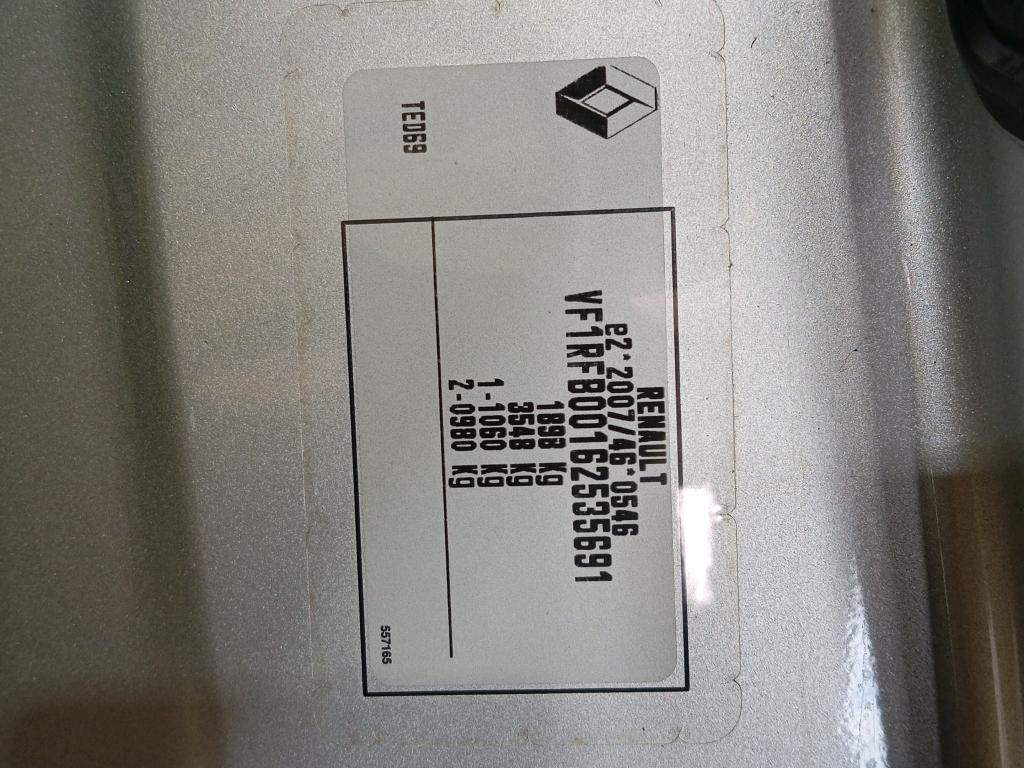 RENAULT
e2*2007/46*0546
VF1RFB00162535691
1898 Kg
3548 Kg
1-1060 Kg
2-0980 Kg
TED69
557165